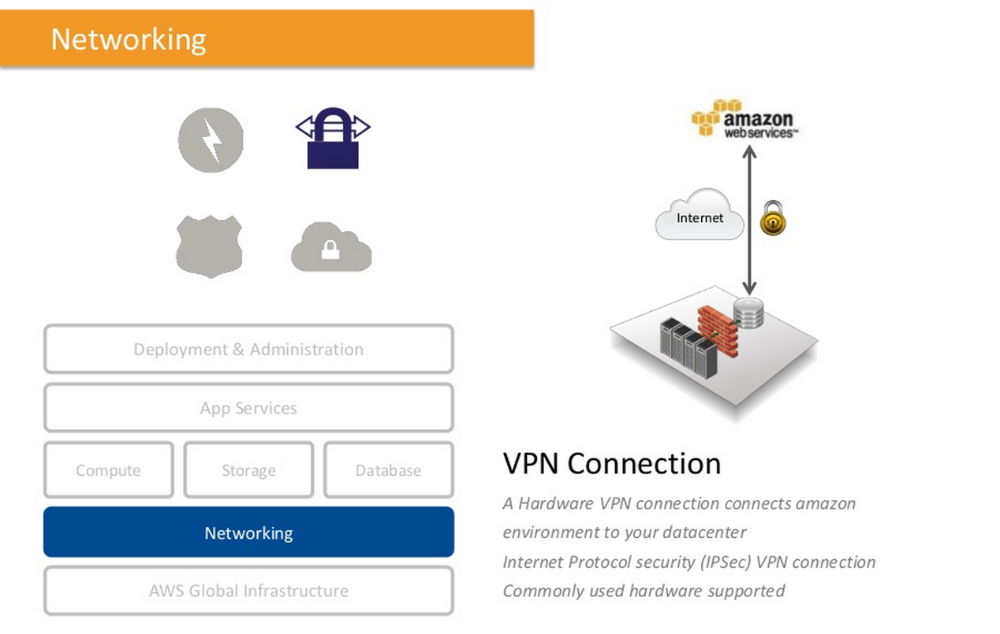 Networking
amazon
webservices™
Internet
Deployment & Administration
App Services
Compute
Storage
Database
Networking
AWS Global Infrastructure
VPN Connection
A Hardware VPN connection connects amazon
environment to your datacenter
Internet Protocol security (IPSec) VPN connection
Commonly used hardware supported